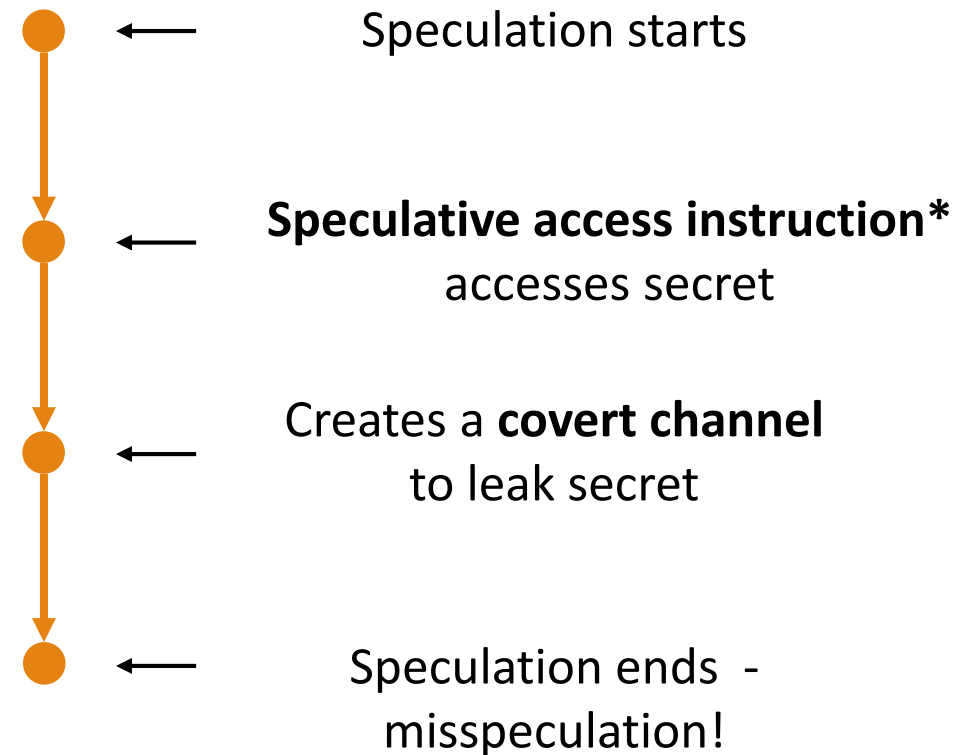 Speculation starts
Speculative access instruction*
accesses secret
Creates a covert channel
to leak secret
Speculation ends -
misspeculation!